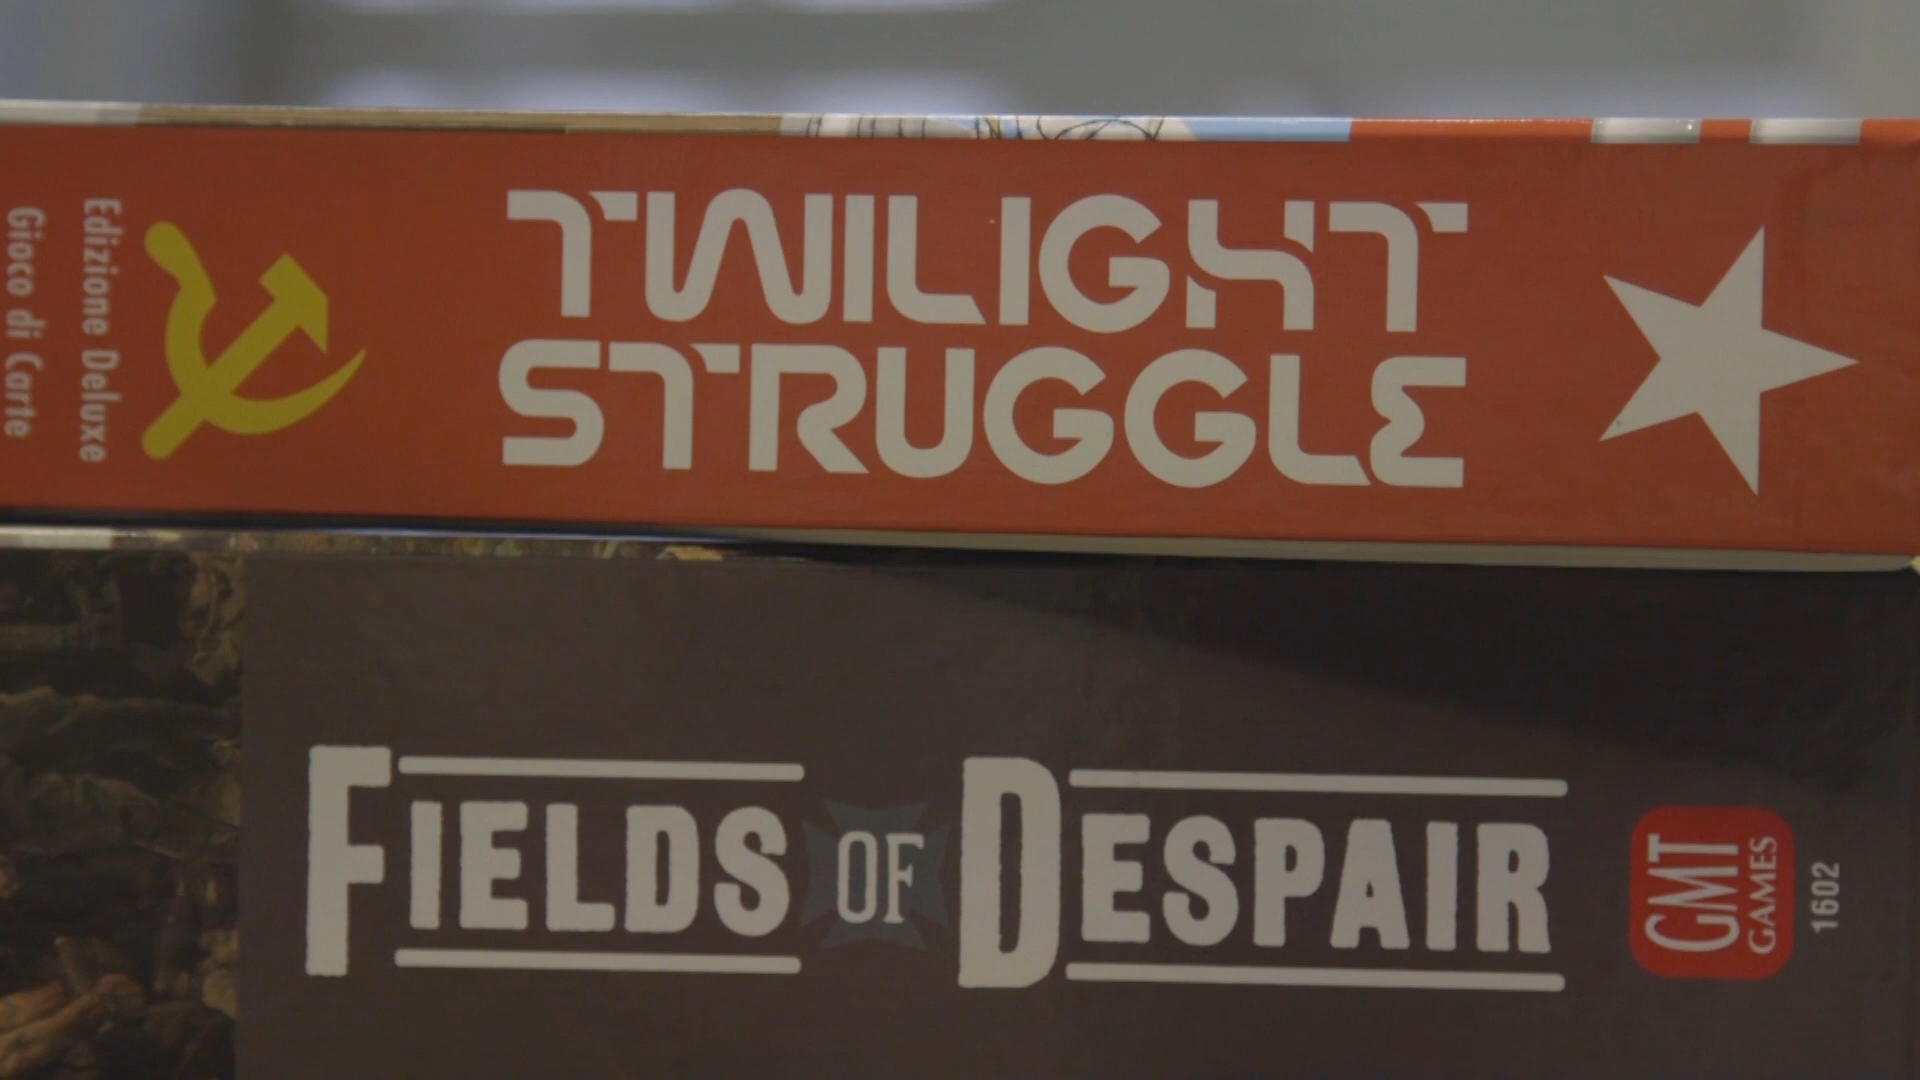 TWILIGHT
STRUGGLE
Edizione Deluxe
Gioco di Carte
FIELDS OF DESPAIR
GMT
GAMES
1602